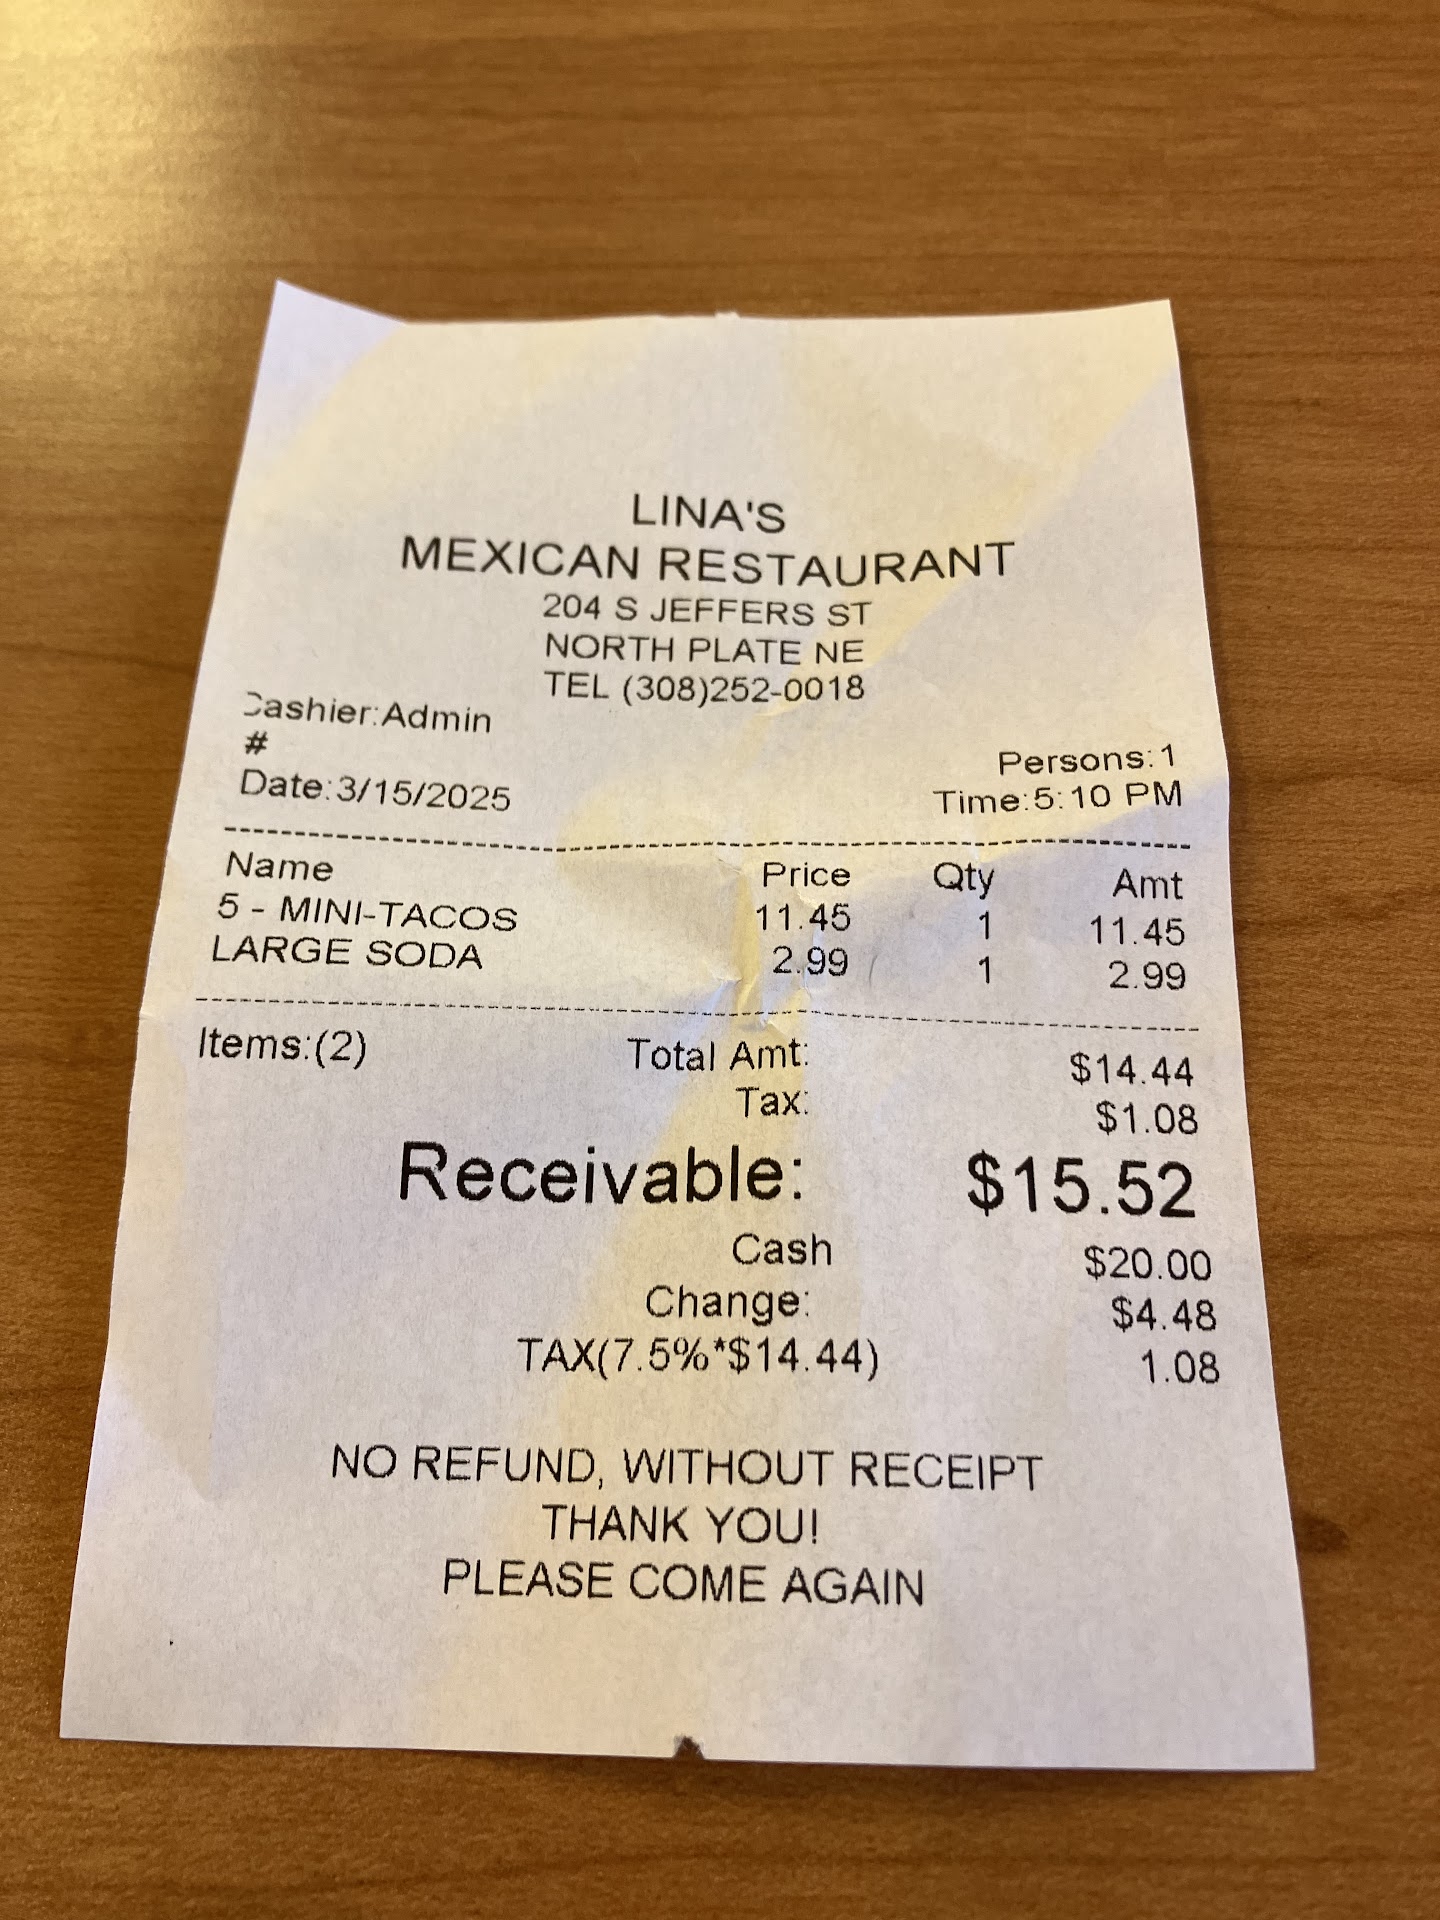 LINA'S
MEXICAN RESTAURANT
204 S JEFFERS ST
NORTH PLATE NE
TEL (308)252-0018
Cashier:Admin
#
Persons:1
Date:3/15/2025 Time:5:10 PM
Name Price Qty Amt
5 - MINI-TACOS 11.45 1 11.45
LARGE SODA 2.99 1 2.99
Items:(2) Total Amt: $14.44
Tax: $1.08
Receivable: $15.52
Cash $20.00
Change: $4.48
TAX(7.5%*$14.44) 1.08
NO REFUND, WITHOUT RECEIPT
THANK YOU!
PLEASE COME AGAIN